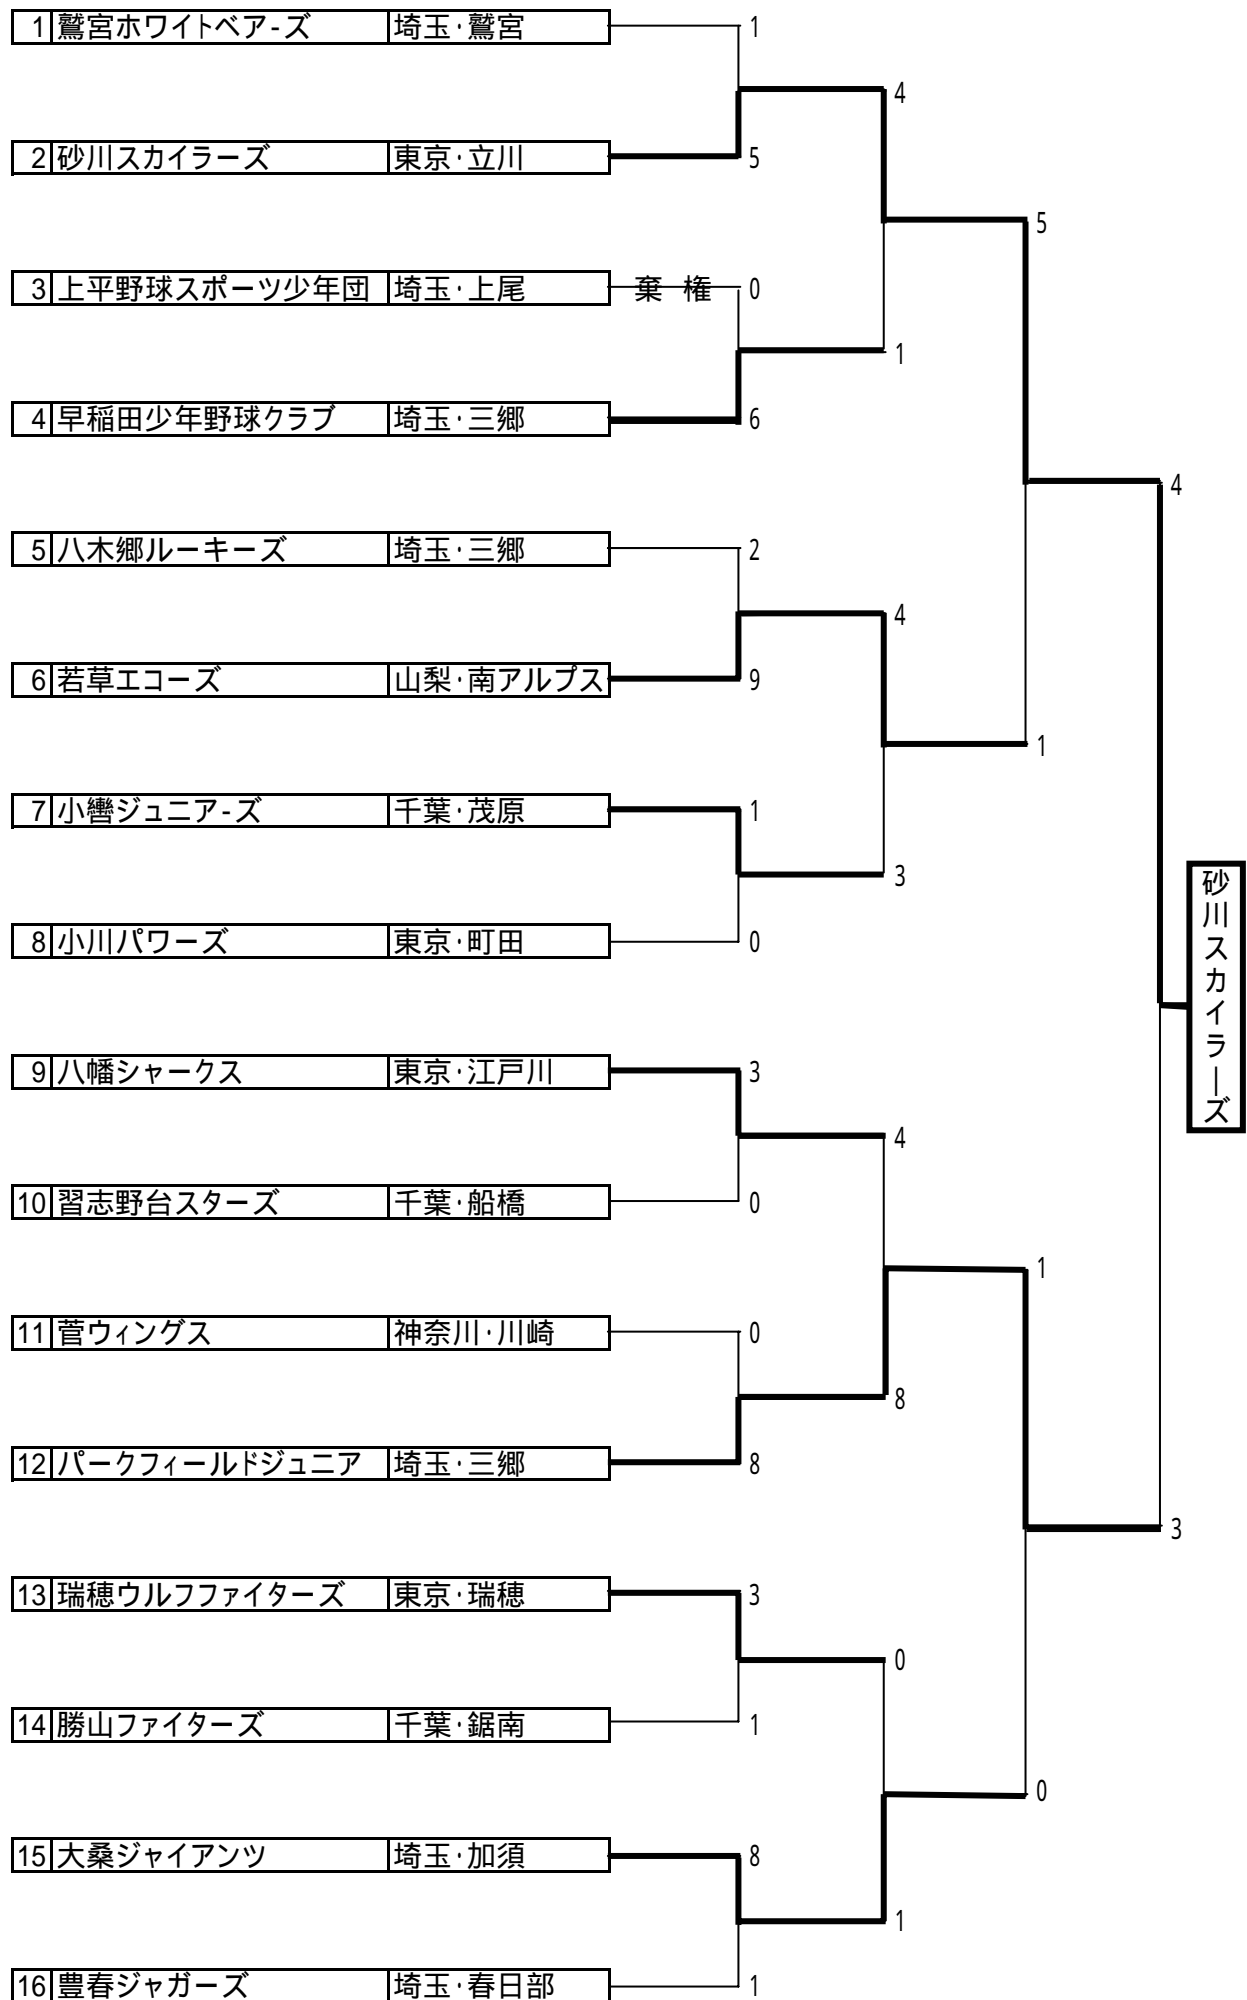 1 鷲宮ホワイトベア-ズ 埼玉･鷲宮 1
4
2 砂川スカイラーズ 東京･立川 5
5
3 上平野球スポーツ少年団 埼玉･上尾 棄 権 0
1
4 早稲田少年野球クラブ 埼玉･三郷 6
4
5 八木郷ルーキーズ 埼玉･三郷 2
4
6 若草エコーズ 山梨･南アルプス 9
1
7 小轡ジュニア-ズ 千葉･茂原 1
3
8 小川パワーズ 東京･町田 0
砂川スカイラーズ
9 八幡シャークス 東京･江戸川 3
4
10 習志野台スターズ 千葉･船橋 0
1
11 菅ウィングス 神奈川･川崎 0
8
12 パークフィールドジュニア 埼玉･三郷 8
3
13 瑞穂ウルフファイターズ 東京･瑞穂 3
0
14 勝山ファイターズ 千葉･鋸南 1
0
15 大桑ジャイアンツ 埼玉･加須 8
1
16 豊春ジャガーズ 埼玉･春日部 1